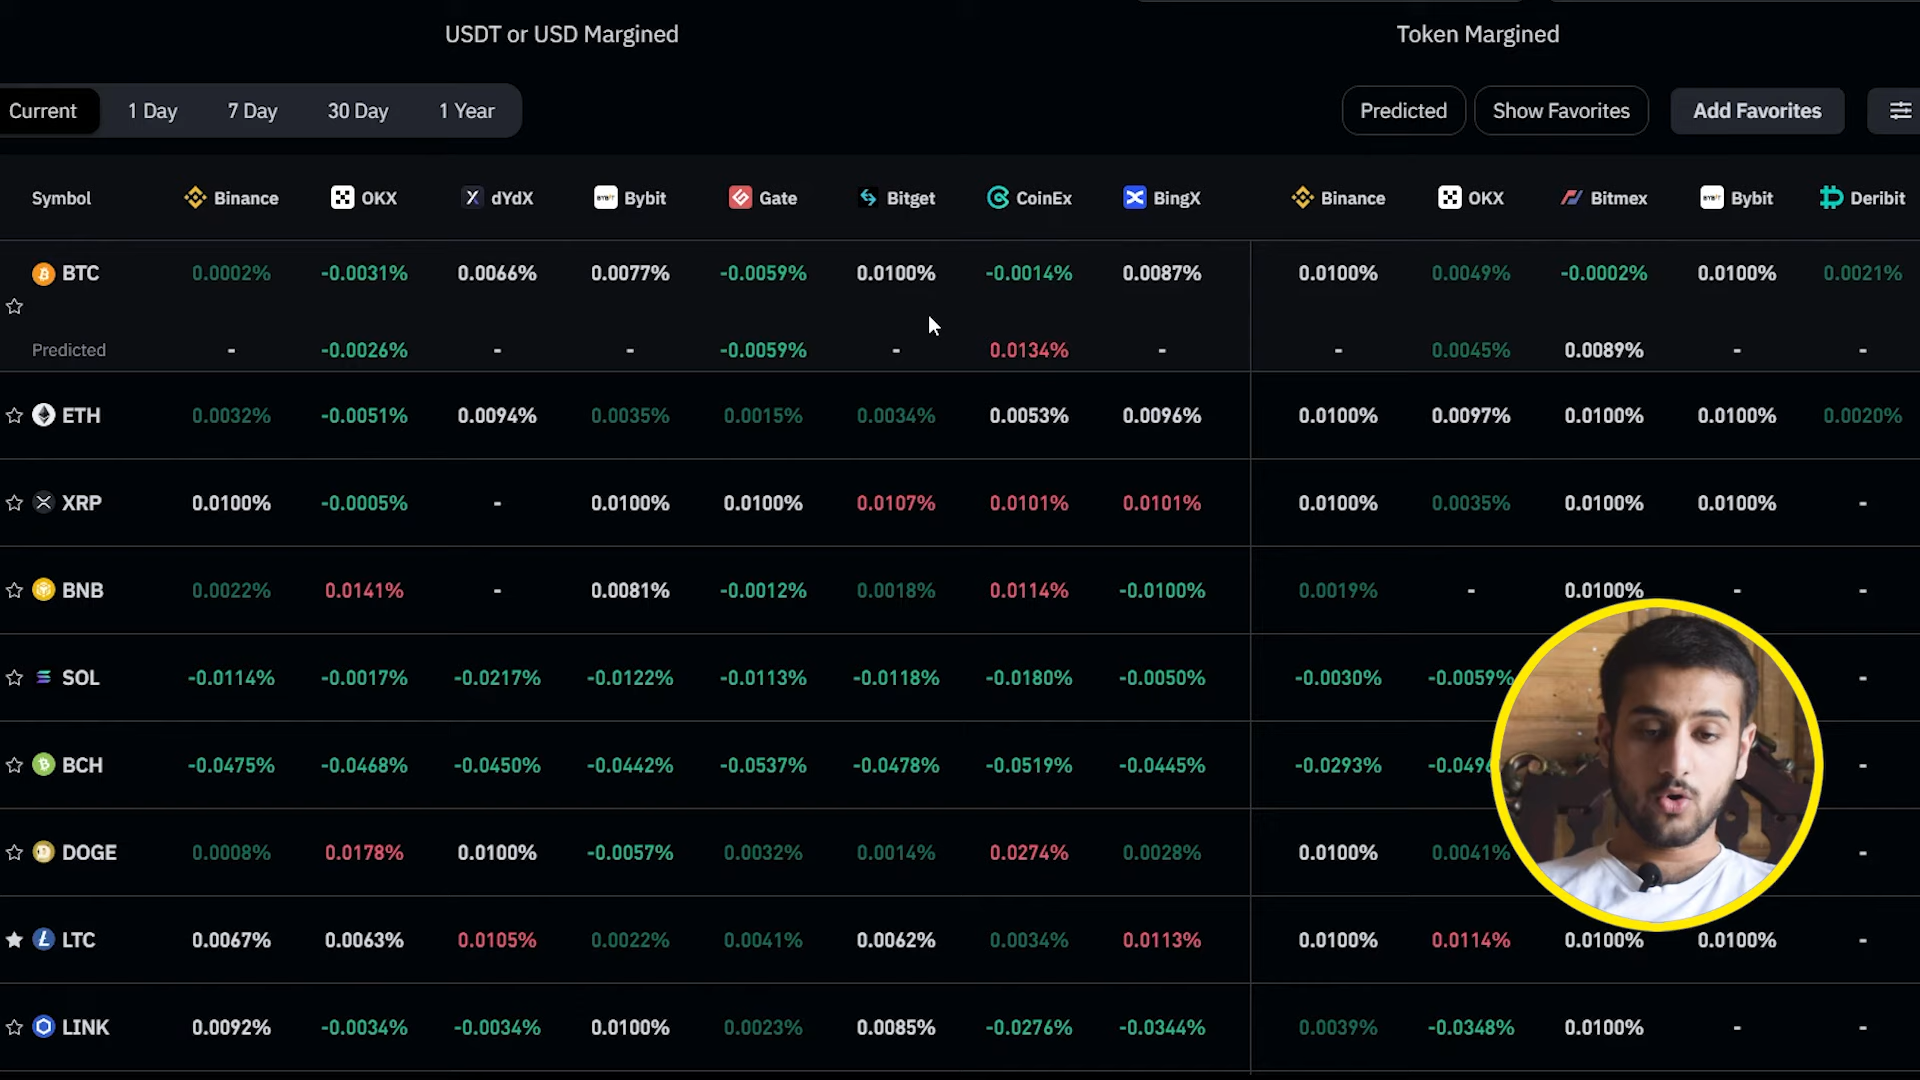 USDT or USD Margined Token Margined
Current 1 Day 7 Day 30 Day 1 Year Predicted Show Favorites Add Favorites
Symbol Binance OKX dYdX Bybit Gate Bitget CoinEx BingX Binance OKX Bitmex Bybit Deribit
BTC 0.0002% -0.0031% 0.0066% 0.0077% -0.0059% 0.0100% -0.0014% 0.0087% 0.0100% 0.0049% -0.0002% 0.0100% 0.0021%
Predicted - -0.0026% - - -0.0059% - 0.0134% - - 0.0045% 0.0089% - -
ETH 0.0032% -0.0051% 0.0094% 0.0035% 0.0015% 0.0034% 0.0053% 0.0096% 0.0100% 0.0097% 0.0100% 0.0100% 0.0020%
XRP 0.0100% -0.0005% - 0.0100% 0.0100% 0.0107% 0.0101% 0.0101% 0.0100% 0.0035% 0.0100% 0.0100% -
BNB 0.0022% 0.0141% - 0.0081% -0.0012% 0.0018% 0.0114% -0.0100% 0.0019% - 0.0100% - -
SOL -0.0114% -0.0017% -0.0217% -0.0122% -0.0113% -0.0118% -0.0180% -0.0050% -0.0030% -0.0059% -
BCH -0.0475% -0.0468% -0.0450% -0.0442% -0.0537% -0.0478% -0.0519% -0.0445% -0.0293% -
DOGE 0.0008% 0.0178% 0.0100% -0.0057% 0.0032% 0.0014% 0.0274% 0.0028% 0.0100% 0.0041% -
LTC 0.0067% 0.0063% 0.0105% 0.0022% 0.0041% 0.0062% 0.0034% 0.0113% 0.0100% 0.0114% 0.0100% 0.0100% -
LINK 0.0092% -0.0034% -0.0034% 0.0100% 0.0023% 0.0085% -0.0276% -0.0344% 0.0039% -0.0348% 0.0100% - -